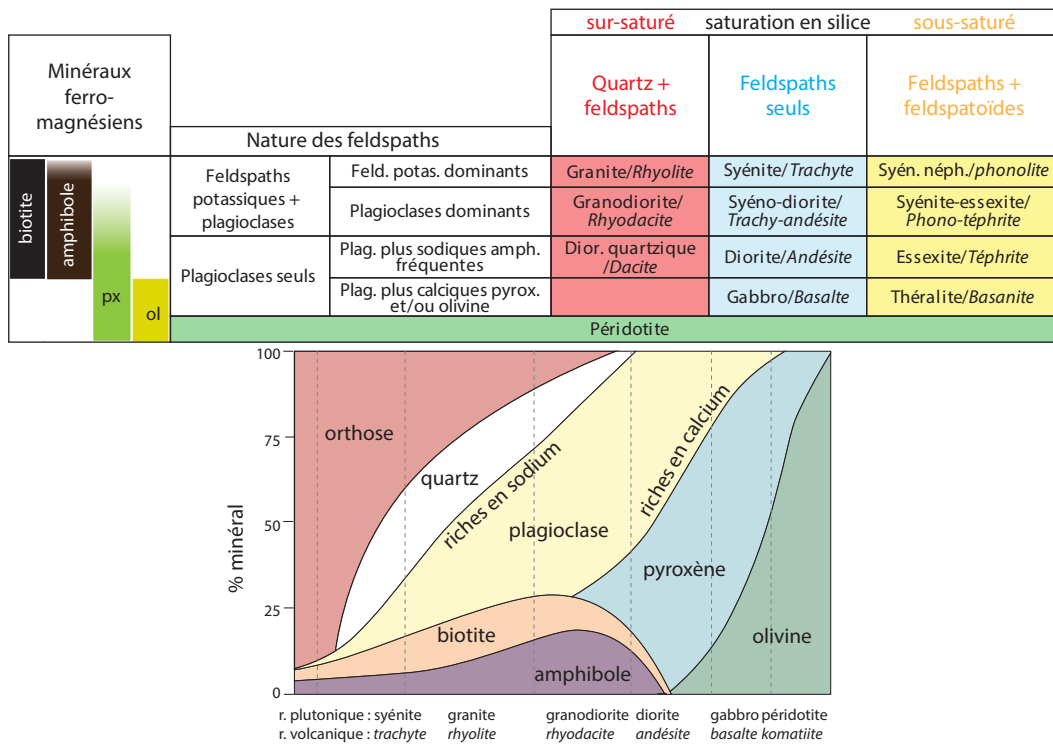 sur-saturé saturation en silice sous-saturé
Minéraux
ferro-
magnésiens
Quartz +
feldspaths
Feldspaths
seuls
Feldspaths +
feldspatoïdes
Nature des feldspaths
biotite
amphibole
px
ol
Feldspaths
potassiques +
plagioclases
Feld. potas. dominants
Granite/Rhyolite
Syénite/Trachyte
Syén. néph./phonolite
Plagioclases dominants
Granodiorite/
Rhyodacite
Syéno-diorite/
Trachy-andésite
Syénite-essexite/
Phono-téphrite
Plagioclases seuls
Plag. plus sodiques amph.
fréquentes
Dior. quartzique
/Dacite
Diorite/Andésite
Essexite/Téphrite
Plag. plus calciques pyrox.
et/ou olivine
Gabbro/Basalte
Théralite/Basanite
Péridotite
% minéral
100
75
50
25
0
orthose
quartz
riches en sodium
plagioclase
riches en calcium
pyroxène
biotite
amphibole
olivine
r. plutonique : syénite granite granodiorite diorite gabbro péridotite
r. volcanique : trachyte rhyolite rhyodacite andésite basalte komatiite